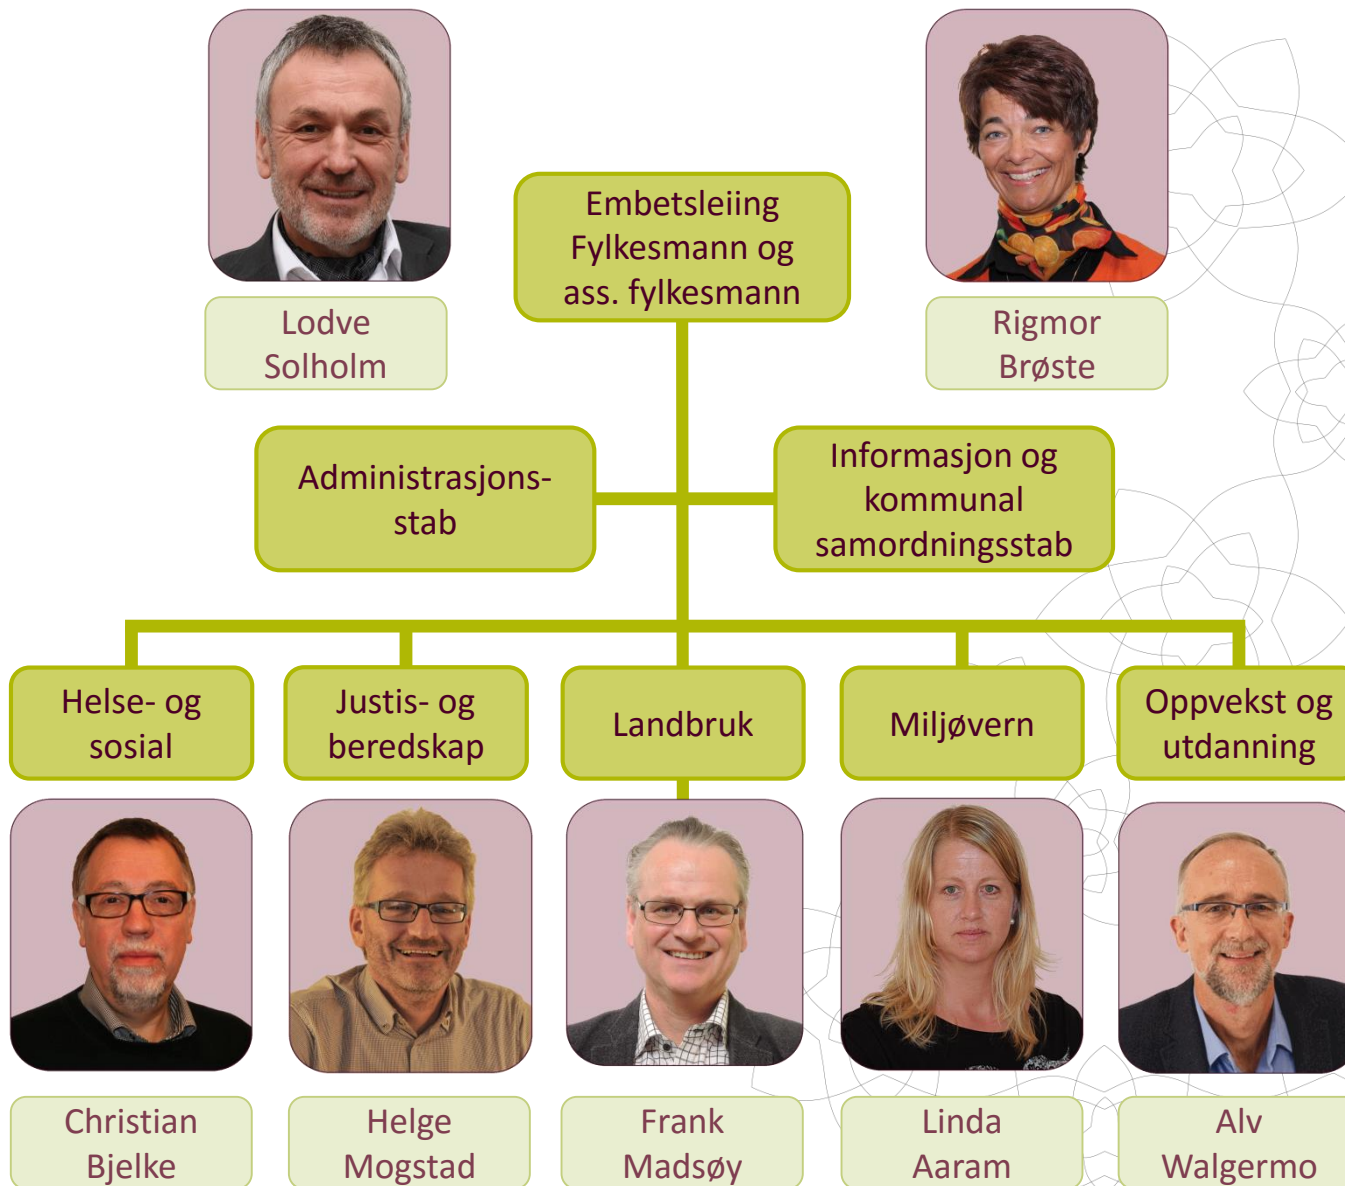 Embetsleiing
Fylkesmann og
ass. fylkesmann
Lodve
Solholm
Rigmor
Brøste
Administrasjons-
stab
Informasjon og
kommunal
samordningsstab
Helse- og
sosial
Justis- og
beredskap
Landbruk
Miljøvern
Oppvekst og
utdanning
Christian
Bjelke
Helge
Mogstad
Frank
Madsøy
Linda
Aaram
Alv
Walgermo